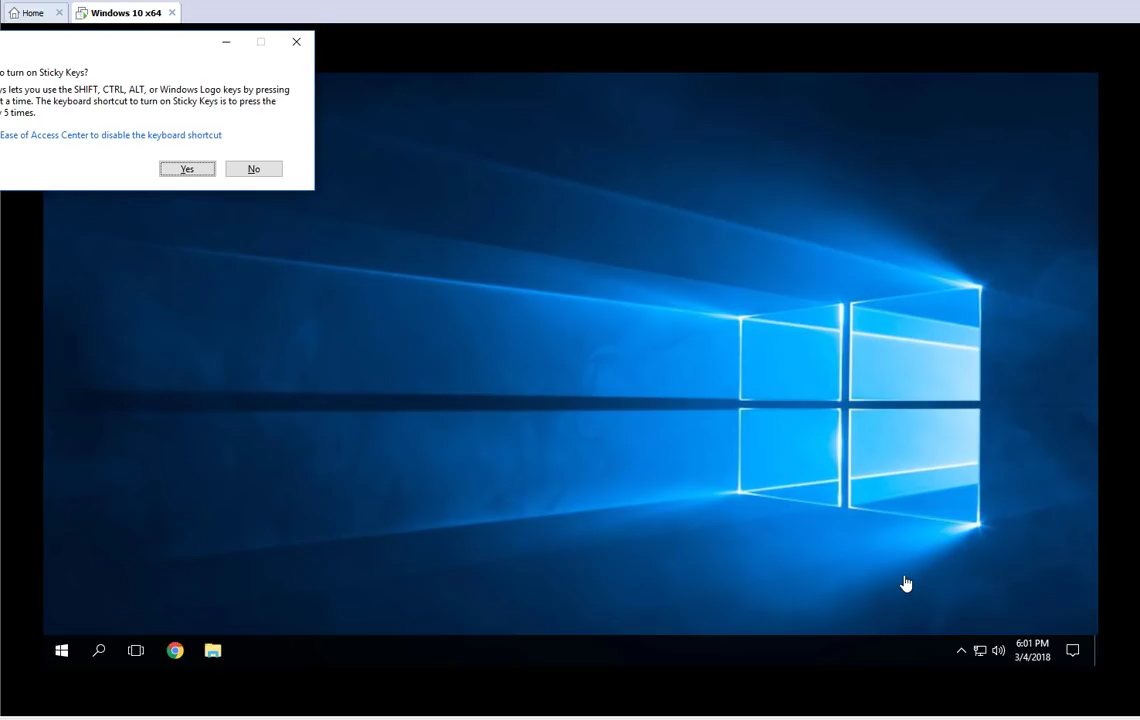 Home
Windows 10 x64
o turn on Sticky Keys?
s lets you use the SHIFT, CTRL, ALT, or Windows Logo keys by pressing
t a time. The keyboard shortcut to turn on Sticky Keys is to press the
5 times.
Ease of Access Center to disable the keyboard shortcut
Yes No
6:01 PM
3/4/2018